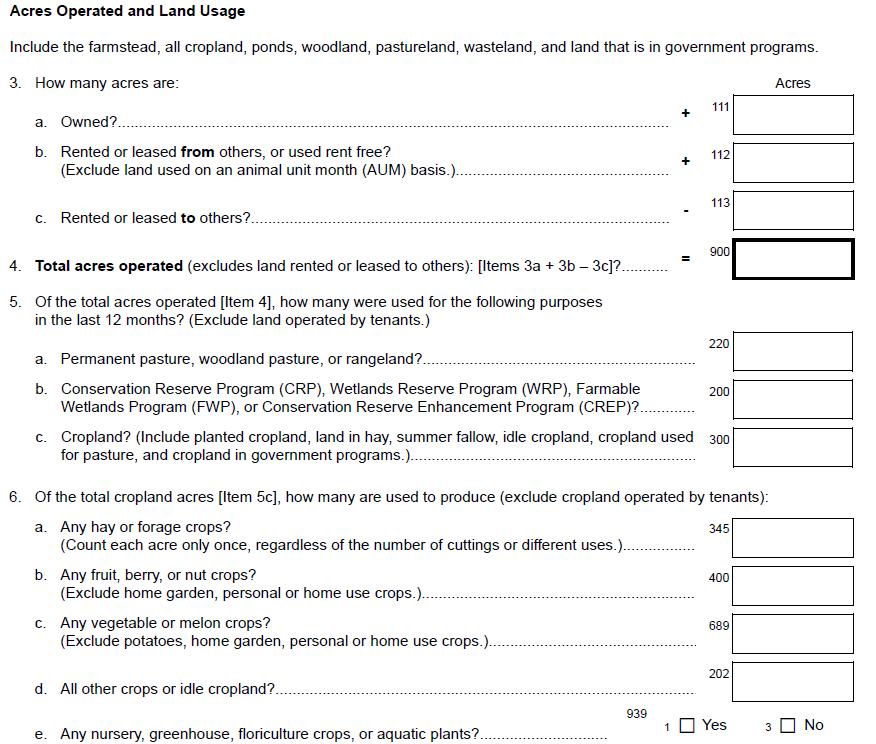 Acres Operated and Land Usage
Include the farmstead, all cropland, ponds, woodland, pastureland, wasteland, and land that is in government programs.
3. How many acres are: Acres
a. Owned?.......... + 111
b. Rented or leased from others, or used rent free?
(Exclude land used on an animal unit month (AUM) basis.).......... + 112
c. Rented or leased to others?.......... - 113
4. Total acres operated (excludes land rented or leased to others): [Items 3a + 3b – 3c]?.......... = 900
5. Of the total acres operated [Item 4], how many were used for the following purposes
in the last 12 months? (Exclude land operated by tenants.)
a. Permanent pasture, woodland pasture, or rangeland?.......... 220
b. Conservation Reserve Program (CRP), Wetlands Reserve Program (WRP), Farmable
Wetlands Program (FWP), or Conservation Reserve Enhancement Program (CREP)?.......... 200
c. Cropland? (Include planted cropland, land in hay, summer fallow, idle cropland, cropland used
for pasture, and cropland in government programs.).......... 300
6. Of the total cropland acres [Item 5c], how many are used to produce (exclude cropland operated by tenants):
a. Any hay or forage crops?
(Count each acre only once, regardless of the number of cuttings or different uses.).......... 345
b. Any fruit, berry, or nut crops?
(Exclude home garden, personal or home use crops.).......... 400
c. Any vegetable or melon crops?
(Exclude potatoes, home garden, personal or home use crops.).......... 689
d. All other crops or idle cropland?.......... 202
e. Any nursery, greenhouse, floriculture crops, or aquatic plants?.......... 939 1 Yes 3 No